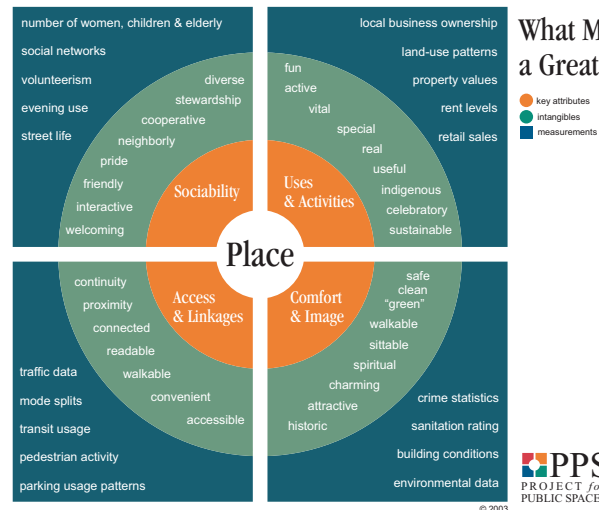 number of women, children & elderly
social networks
volunteerism
evening use
street life
diverse
stewardship
cooperative
neighborly
pride
friendly
interactive
welcoming
Sociability
local business ownership
land-use patterns
property values
rent levels
retail sales
fun
active
vital
special
real
useful
indigenous
celebratory
sustainable
Uses
& Activities
Place
continuity
proximity
connected
readable
walkable
convenient
accessible
Access
& Linkages
traffic data
mode splits
transit usage
pedestrian activity
parking usage patterns
Comfort
& Image
safe
clean
“green”
walkable
sittable
spiritual
charming
attractive
historic
crime statistics
sanitation rating
building conditions
environmental data
© 2003
What M
a Great
key attributes
intangibles
measurements
PPS
PROJECT for
PUBLIC SPACE